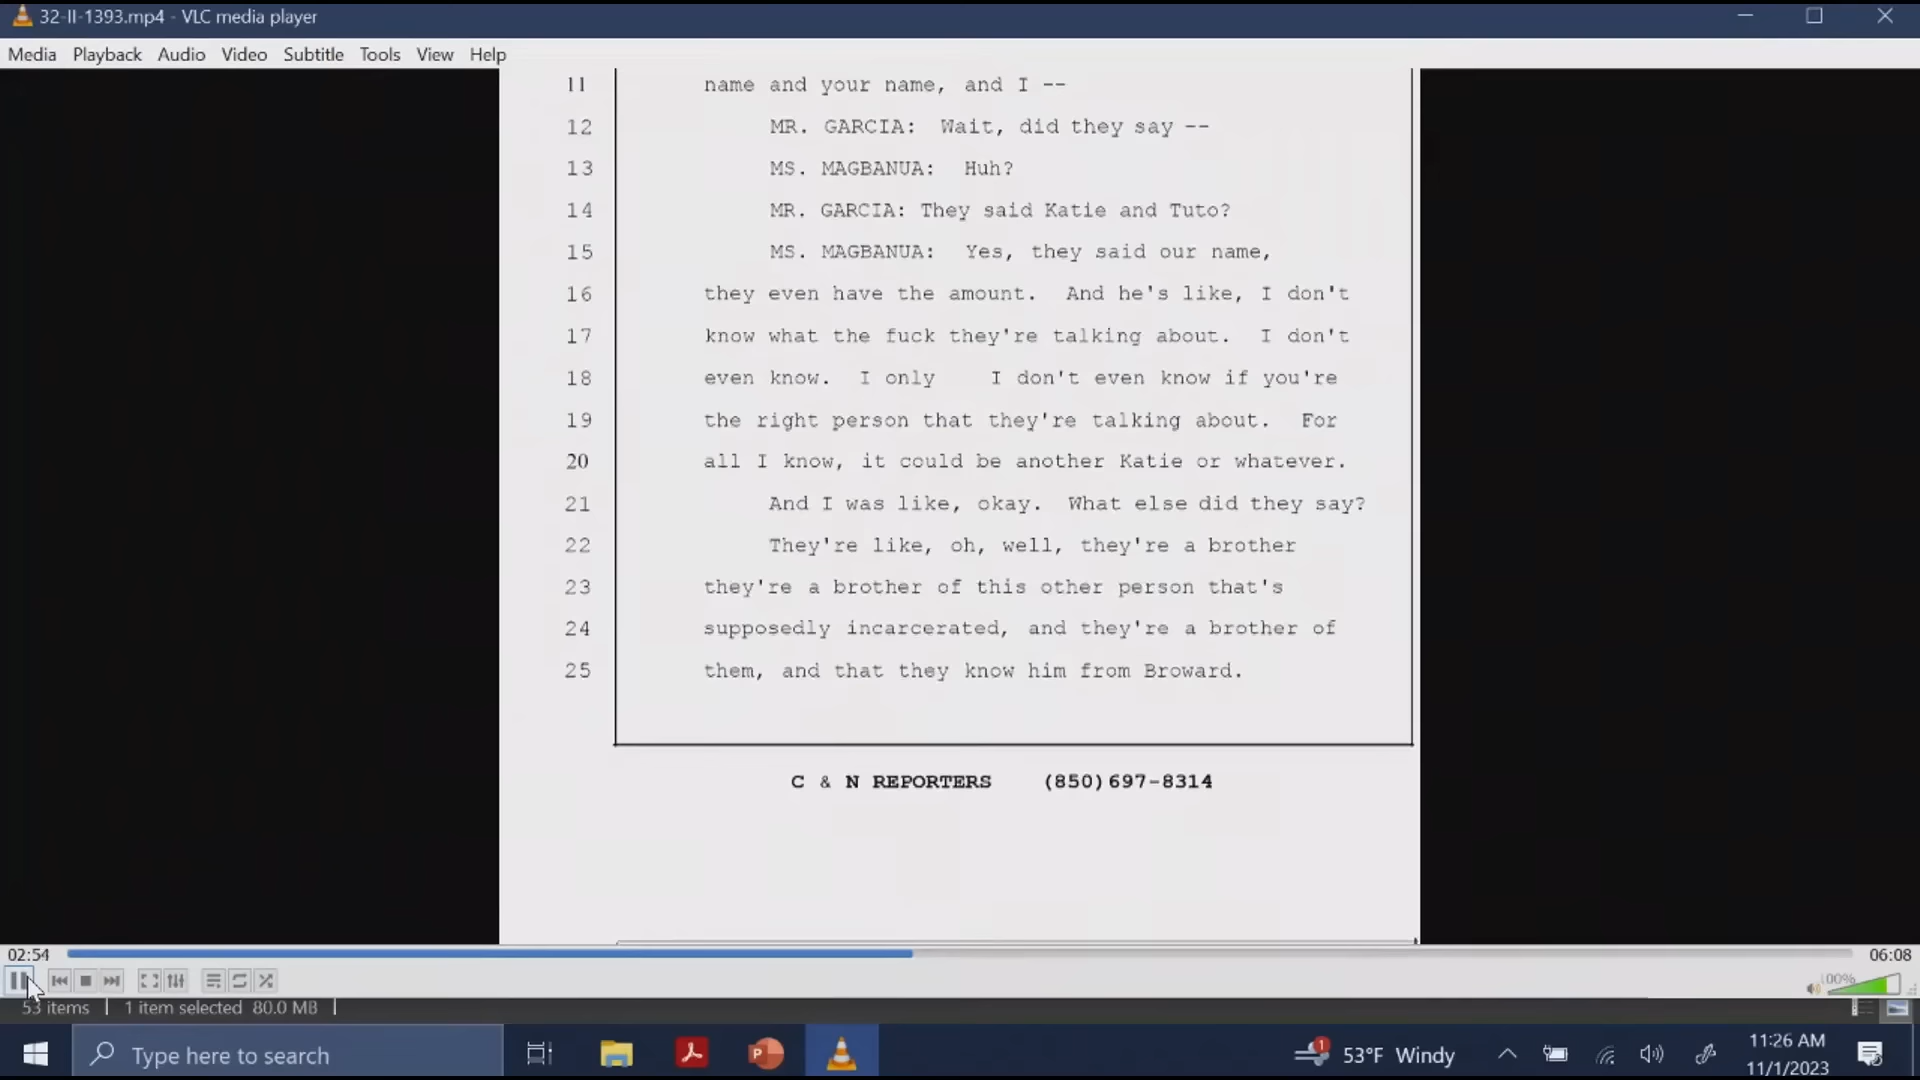 32-II-1393.mp4 - VLC media player
Media Playback Audio Video Subtitle Tools View Help
11 name and your name, and I --
12 MR. GARCIA: Wait, did they say --
13 MS. MAGBANUA: Huh?
14 MR. GARCIA: They said Katie and Tuto?
15 MS. MAGBANUA: Yes, they said our name,
16 they even have the amount. And he's like, I don't
17 know what the fuck they're talking about. I don't
18 even know. I only I don't even know if you're
19 the right person that they're talking about. For
20 all I know, it could be another Katie or whatever.
21 And I was like, okay. What else did they say?
22 They're like, oh, well, they're a brother
23 they're a brother of this other person that's
24 supposedly incarcerated, and they're a brother of
25 them, and that they know him from Broward.
C & N REPORTERS (850)697-8314
02:54 06:08
100%
53 items 1 item selected 80.0 MB
Type here to search
P
1
53°F Windy
11:26 AM
11/1/2023